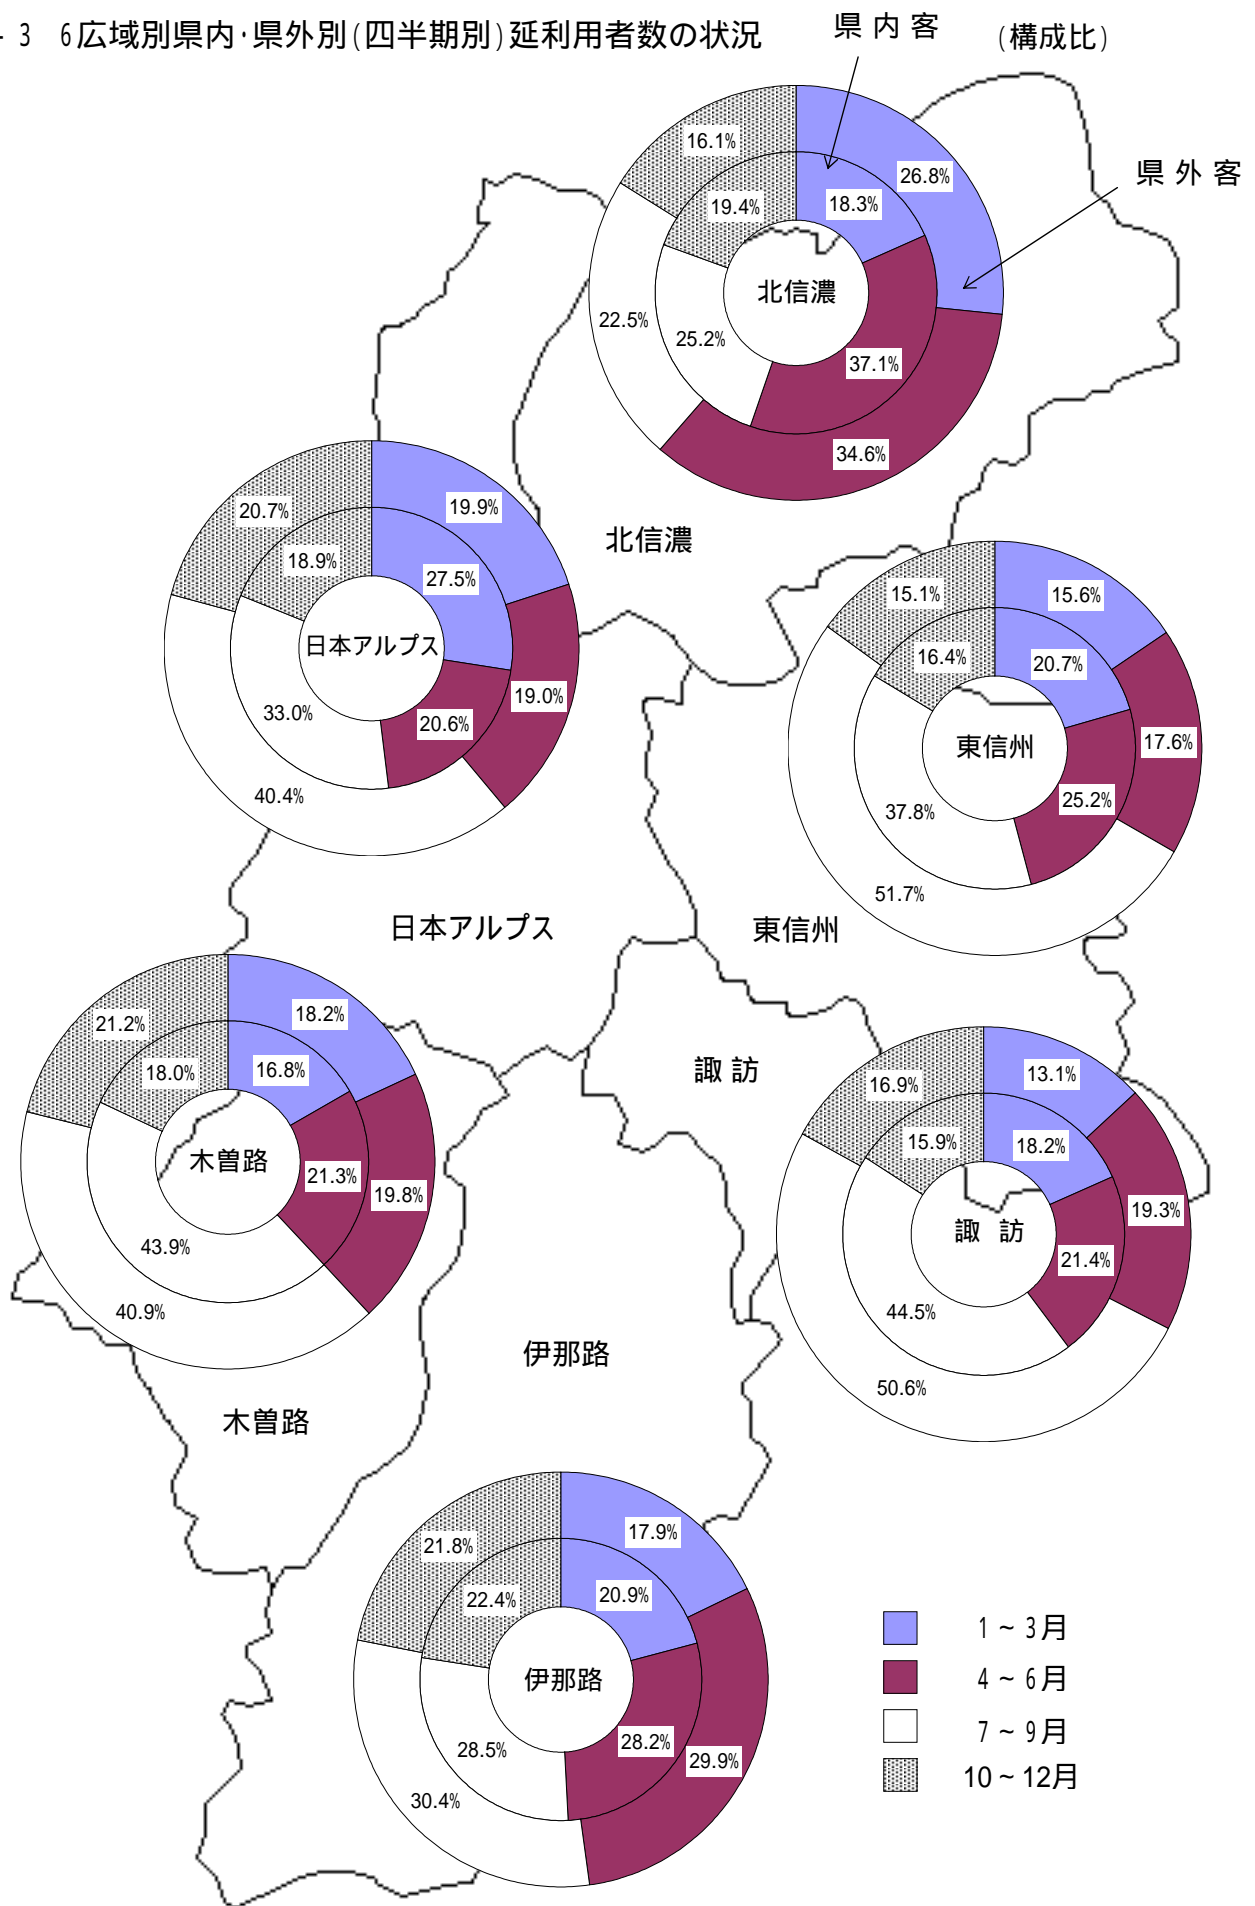 - 3 6広域別県内・県外別(四半期別)延利用者数の状況
県内客
(構成比)
県外客
16.1%
26.8%
19.4%
18.3%
北信濃
22.5%
25.2%
37.1%
34.6%
北信濃
20.7%
19.9%
18.9%
27.5%
日本アルプス
33.0%
20.6%
19.0%
40.4%
日本アルプス
15.1%
15.6%
16.4%
20.7%
東信州
17.6%
37.8%
25.2%
51.7%
東信州
21.2%
18.2%
18.0%
16.8%
木曽路
21.3%
19.8%
43.9%
40.9%
木曽路
諏訪
16.9%
13.1%
15.9%
18.2%
諏訪
19.3%
21.4%
44.5%
50.6%
伊那路
21.8%
17.9%
22.4%
20.9%
伊那路
28.5%
28.2%
29.9%
30.4%
1～3月
4～6月
7～9月
10～12月